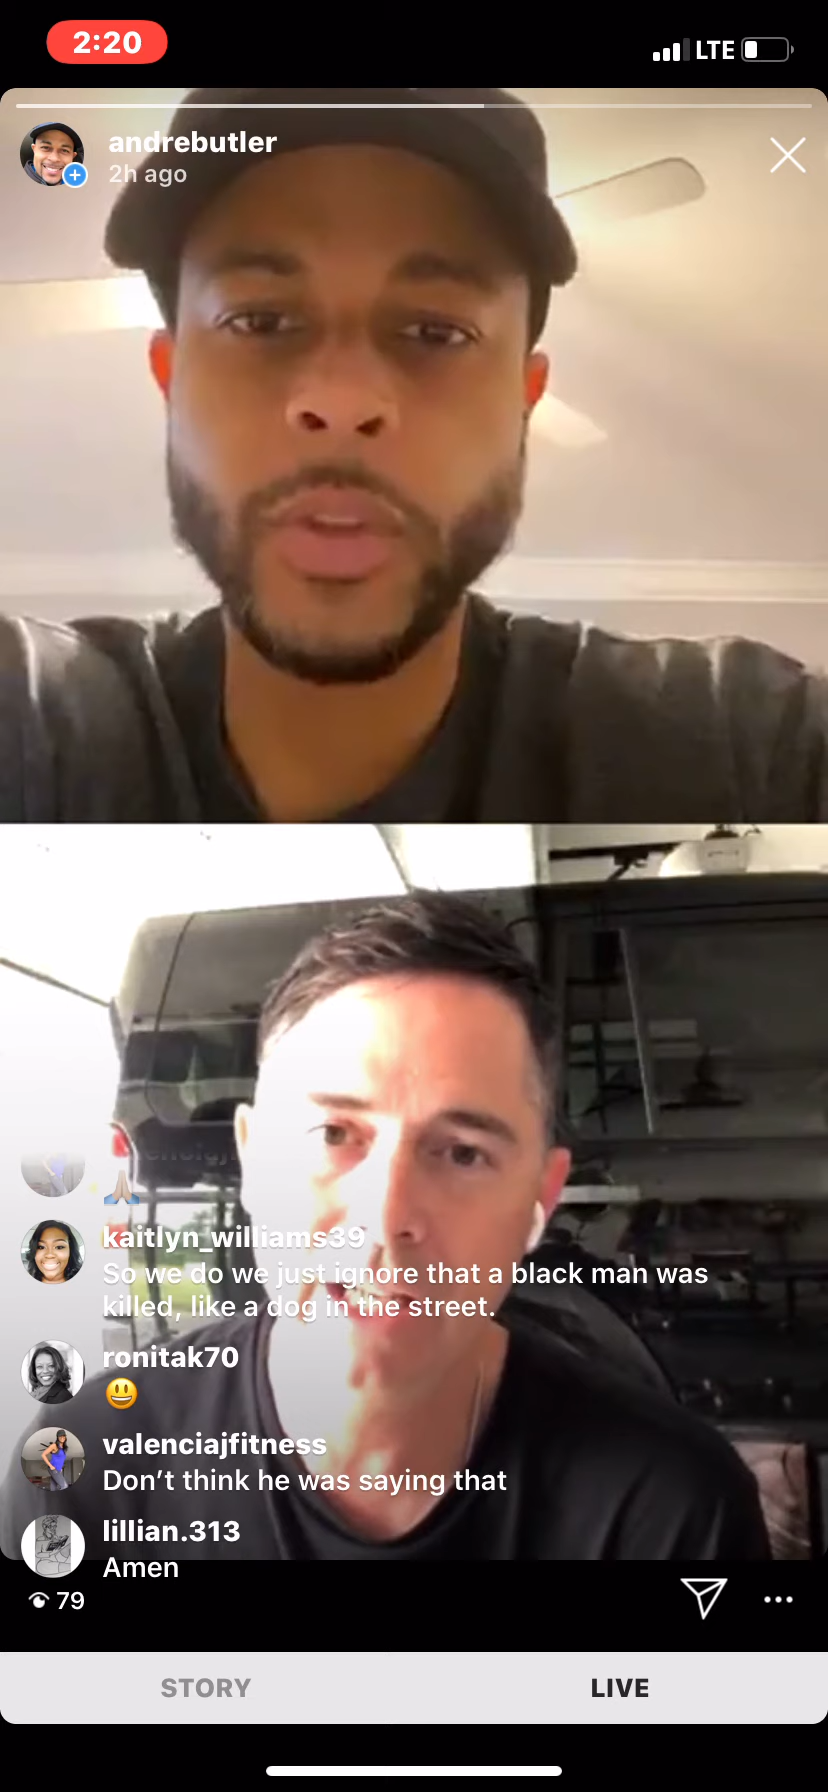 2:20
LTE
andrebutler
2h ago
🙏🏼
kaitlyn_williams39
So we do we just ignore that a black man was
killed, like a dog in the street.
ronitak70
😃
valenciajfitness
Don't think he was saying that
lillian.313
Amen
79
STORY
LIVE